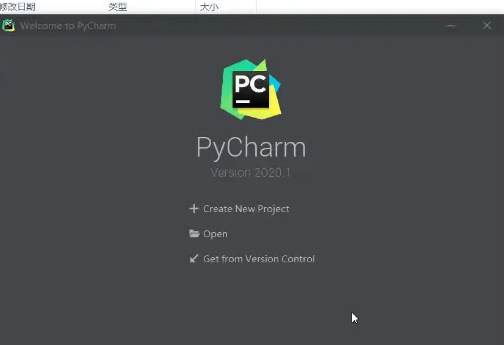 修改日期 类型 大小
Welcome to PyCharm
PC
PyCharm
Version 2020.1
Create New Project
Open
Get from Version Control